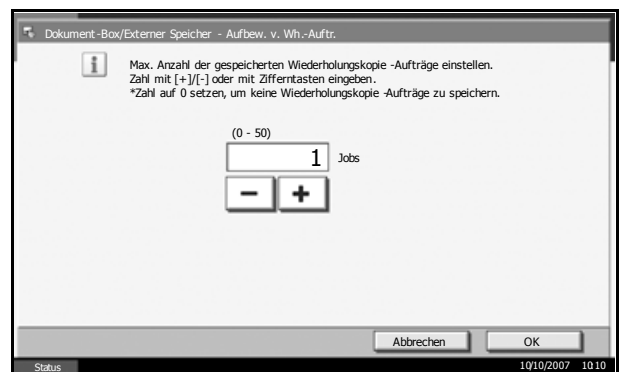 Dokument-Box/Externer Speicher - Aufbew. v. Wh.-Auftr.
Max. Anzahl der gespeicherten Wiederholungskopie -Aufträge einstellen.
Zahl mit [+]/[-] oder mit Zifferntasten eingeben.
*Zahl auf 0 setzen, um keine Wiederholungskopie -Aufträge zu speichern.
(0 - 50)
1 Jobs
- +
Abbrechen OK
Status 10/10/2007 10:10